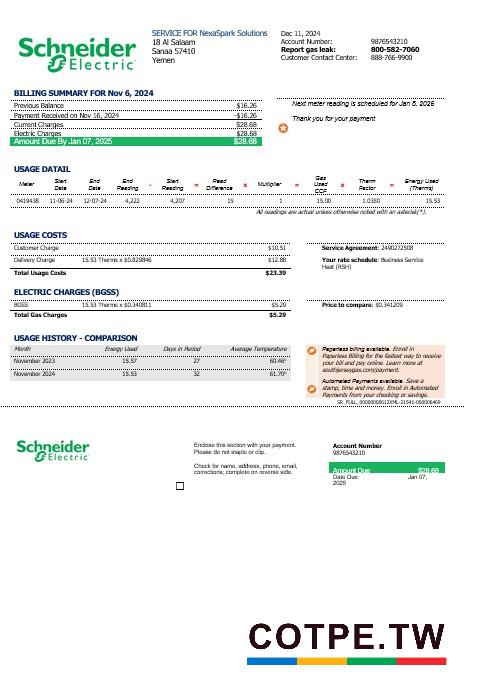 Schneider Electric
SERVICE FOR NexaSpark Solutions
18 Al Salaam
Sanaa 57410
Yemen
Dec 11, 2024
Account Number: 9876543210
Report gas leak: 800-582-7060
Customer Contact Center: 888-766-9900
BILLING SUMMARY FOR Nov 6, 2024
Previous Balance $16.26
Payment Received on Nov 16, 2024 -$16.26
Current Charges $28.68
Electric Charges $28.68
Amount Due By Jan 07, 2025 $28.68
Next meter reading is scheduled for Jan 6, 2026
Thank you for your payment
USAGE DATAIL
Meter Start Date End Date End Reading - Start Reading = Read Difference x Multiplier = Gas Used CCF x Therm Factor = Energy Used (Therms)
0419438 11-06-24 12-07-24 4,222 4,207 15 1 15.00 1.0350 15.53
All readings are actual unless otherwise noted with an asterisk(*).
USAGE COSTS
Customer Charge $10.51
Delivery Charge 15.53 Therms x $0.829846 $12.88
Total Usage Costs $23.39
Service Agreement: 2490272508
Your rate schedule: Business Service
Heat (RSH)
ELECTRIC CHARGES (BGSS)
BGSS 15.53 Therms x $0.340811 $5.29
Total Gas Charges $5.29
Price to compare: $0.341209
USAGE HISTORY - COMPARISON
Month Energy Used Days in Period Average Temperature
November 2023 15.57 27 60.46°
November 2024 15.53 32 61.70°
Paperless billing available. Enroll in
Paperless Billing for the fastest way to receive
your bill and pay online. Learn more at
southjerseygas.com/payment.
Automated Payments available. Save a
stamp, time and money. Enroll in Automated
Payments from your checking or savings.
Schneider Electric
Enclose this section with your payment.
Please do not staple or clip.
Check for name, address, phone, email,
corrections; complete on reverse side.
Account Number
9876543210
Amount Due $28.68
Date Due Jan 07,
2025
COTPE.TW